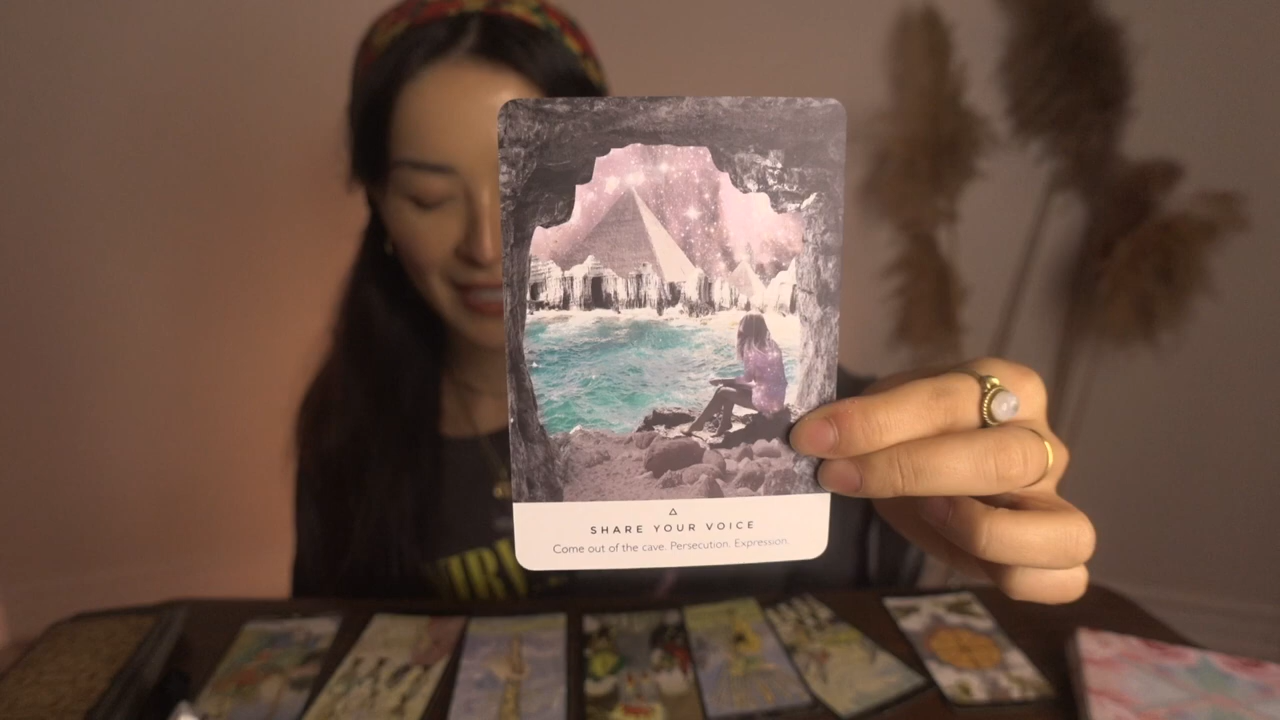 SHARE YOUR VOICE
Come out of the cave. Persecution. Expression.